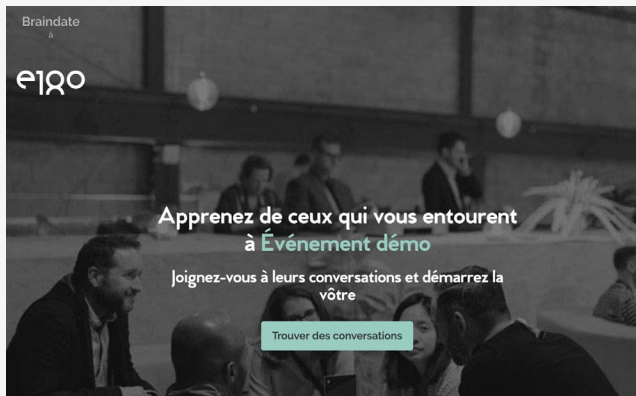 Braindate
à
e180
Apprenez de ceux qui vous entourent
à Événement démo
Joignez-vous à leurs conversations et démarrez la
vôtre
Trouver des conversations